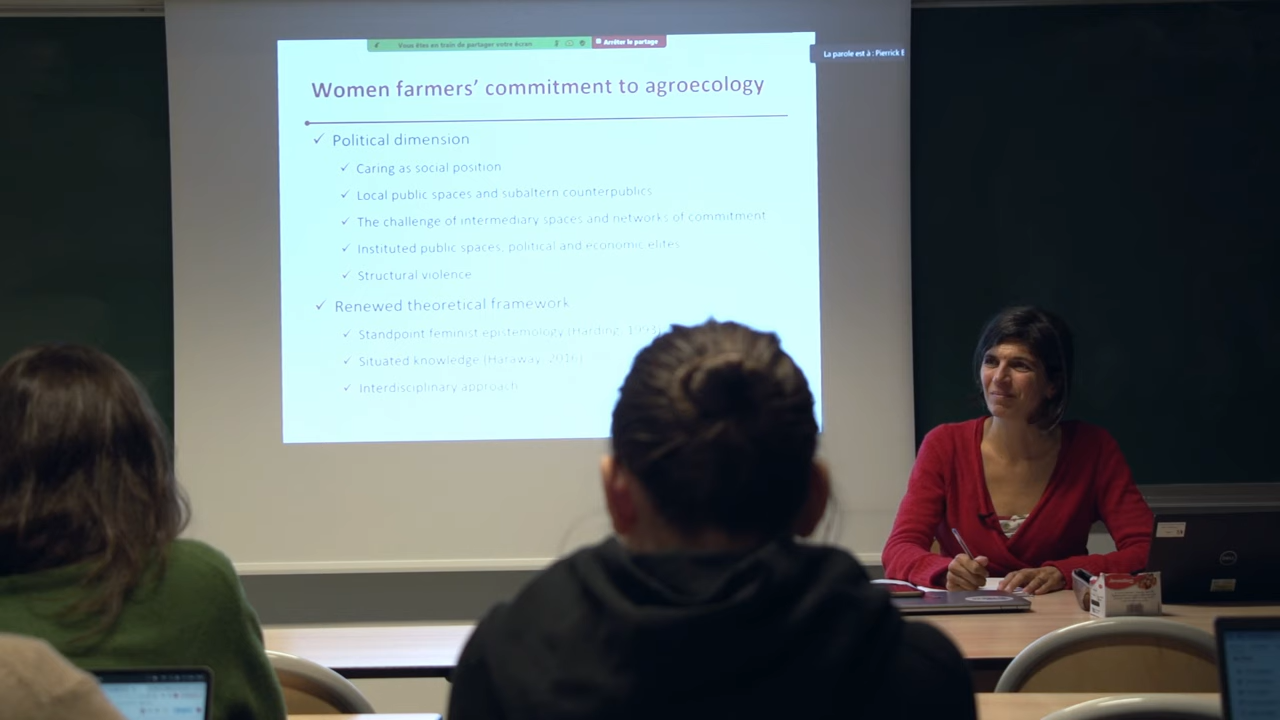 Vous êtes en train de partager votre écran
Arrêter le partage
La parole est à : Pierrick
Women farmers' commitment to agroecology
✓ Political dimension
✓ Caring as social position
✓ Local public spaces and subaltern counterpublics
✓ The challenge of intermediary spaces and networks of commitment
✓ Instituted public spaces, political and economic elites
✓ Structural violence
✓ Renewed theoretical framework
✓ Standpoint feminist epistemology (Harding, 1993)
✓ Situated knowledge (Haraway, 2016)
✓ Interdisciplinary approach
DELL